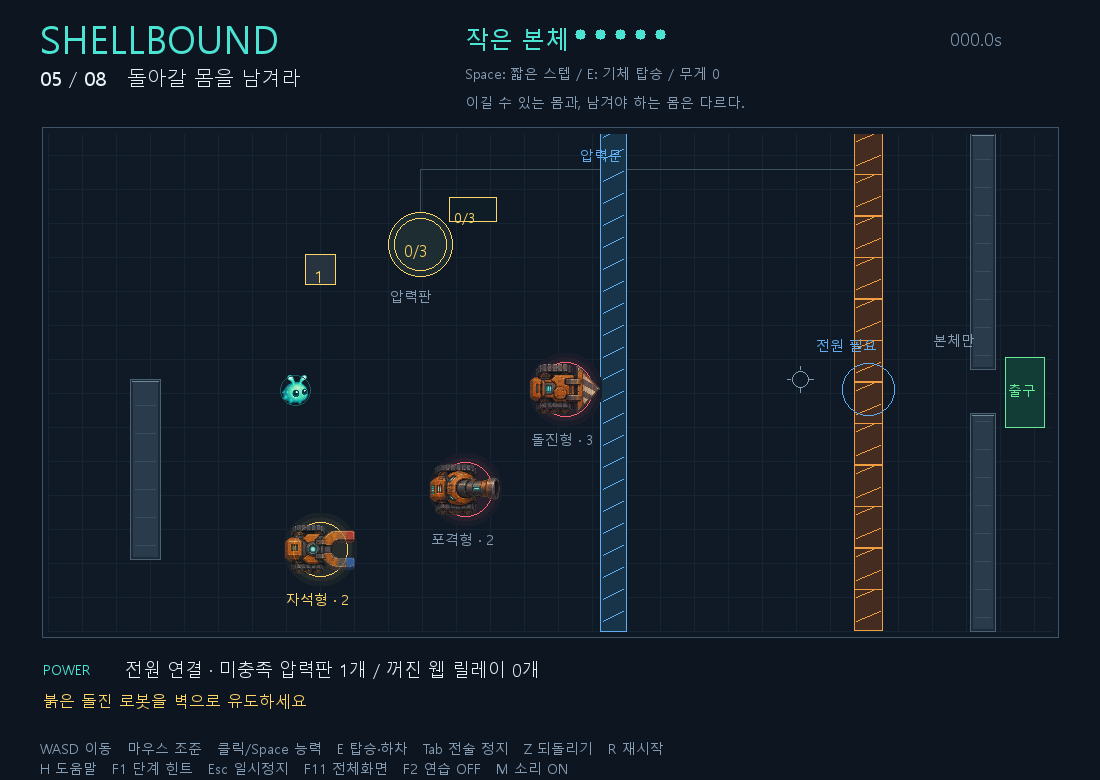 SHELLBOUND
작은 본체
000.0s
05 / 08 돌아갈 몸을 남겨라
Space: 짧은 스텝 / E: 기체 탑승 / 무게 0
이길 수 있는 몸과, 남겨야 하는 몸은 다르다.
압력문
0/3
0/3
1
압력판
전원 필요
본체만
출구
돌진형 · 3
포격형 · 2
자석형 · 2
POWER 전원 연결 · 미충족 압력판 1개 / 꺼진 웹 릴레이 0개
붉은 돌진 로봇을 벽으로 유도하세요
WASD 이동 마우스 조준 클릭/Space 능력 E 탑승·하차 Tab 전술 정지 Z 되돌리기 R 재시작
H 도움말 F1 단계 힌트 Esc 일시정지 F11 전체화면 F2 연습 OFF M 소리 ON